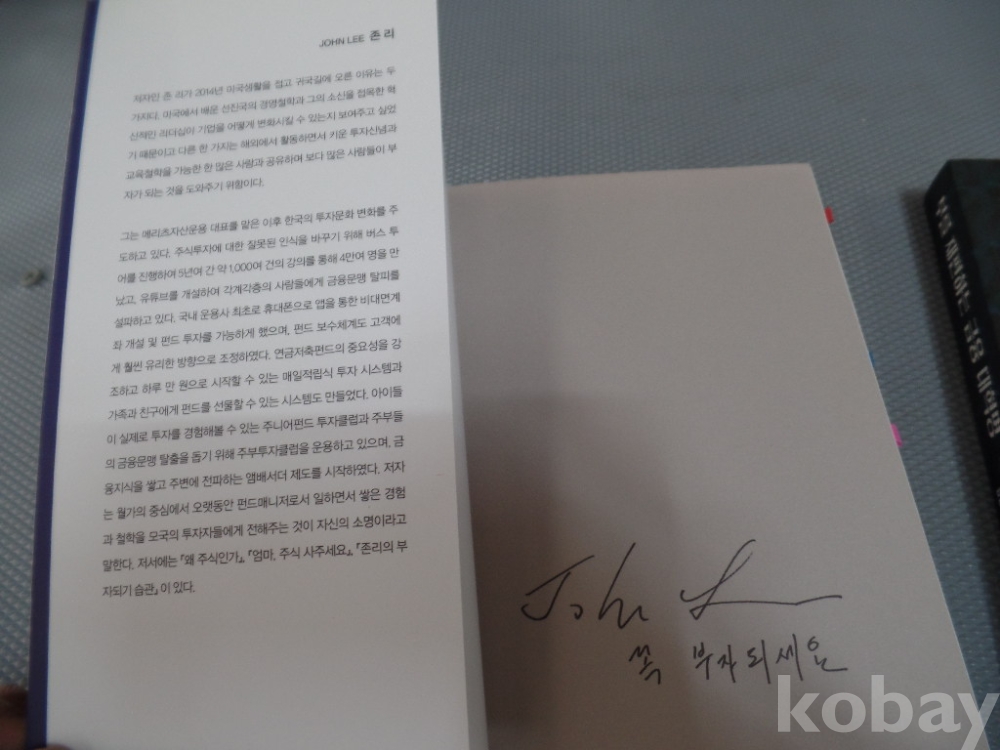 JOHN LEE 존 리
저자인 존 리가 2014년 미국생활을 접고 귀국길에 오른 이유는 두
가지다. 미국에서 배운 선진국의 경영철학과 그의 소신을 접목한 혁
신적인 리더십이 기업을 어떻게 변화시킬 수 있는지 보여주고 싶었
기 때문이고 다른 한 가지는 해외에서 활동하면서 키운 투자신념과
교육철학을 가능한 한 많은 사람과 공유하며 보다 많은 사람들이 부
자가 되는 것을 도와주기 위함이다.
그는 메리츠자산운용 대표를 맡은 이후 한국의 투자문화 변화를 주
도하고 있다. 주식투자에 대한 잘못된 인식을 바꾸기 위해 버스 투
어를 진행하여 5년여 간 약 1,000여 건의 강의를 통해 4만여 명을 만
났고, 유튜브를 개설하여 각계각층의 사람들에게 금융문맹 탈피를
설파하고 있다. 국내 운용사 최초로 휴대폰으로 앱을 통한 비대면계
좌 개설 및 펀드 투자를 가능하게 했으며, 펀드 보수체계도 고객에
게 훨씬 유리한 방향으로 조정하였다. 연금저축펀드의 중요성을 강
조하고 하루 만 원으로 시작할 수 있는 매일적립식 투자 시스템과
가족과 친구에게 펀드를 선물할 수 있는 시스템도 만들었다. 아이들
이 실제로 투자를 경험해볼 수 있는 주니어펀드 투자클럽과 주부들
의 금융문맹 탈출을 돕기 위해 주부투자클럽을 운용하고 있으며, 금
융지식을 쌓고 주변에 전파하는 앰배서더 제도를 시작하였다. 저자
는 월가의 중심에서 오랫동안 펀드매니저로서 일하면서 쌓은 경험
과 철학을 모국의 투자자들에게 전해주는 것이 자신의 소명이라고
말한다. 저서에는 『왜 주식인가』, 『엄마, 주식 사주세요』, 『존리의 부
자되기 습관』이 있다.
John L
꼭 부자되세요
재편하는 금융 대혁명
kobay